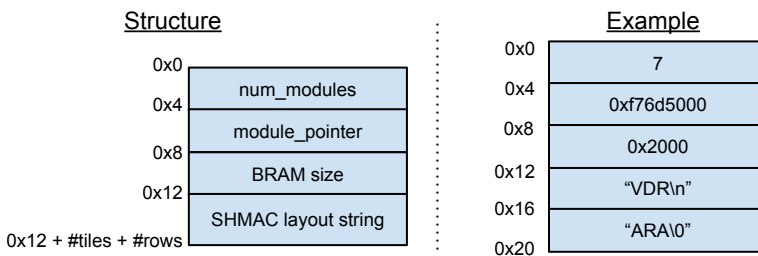 Structure
0x0
num_modules
0x4
module_pointer
0x8
BRAM size
0x12
SHMAC layout string
0x12 + #tiles + #rows
Example
0x0
7
0x4
0xf76d5000
0x8
0x2000
0x12
“VDR\n”
0x16
“ARA\0”
0x20